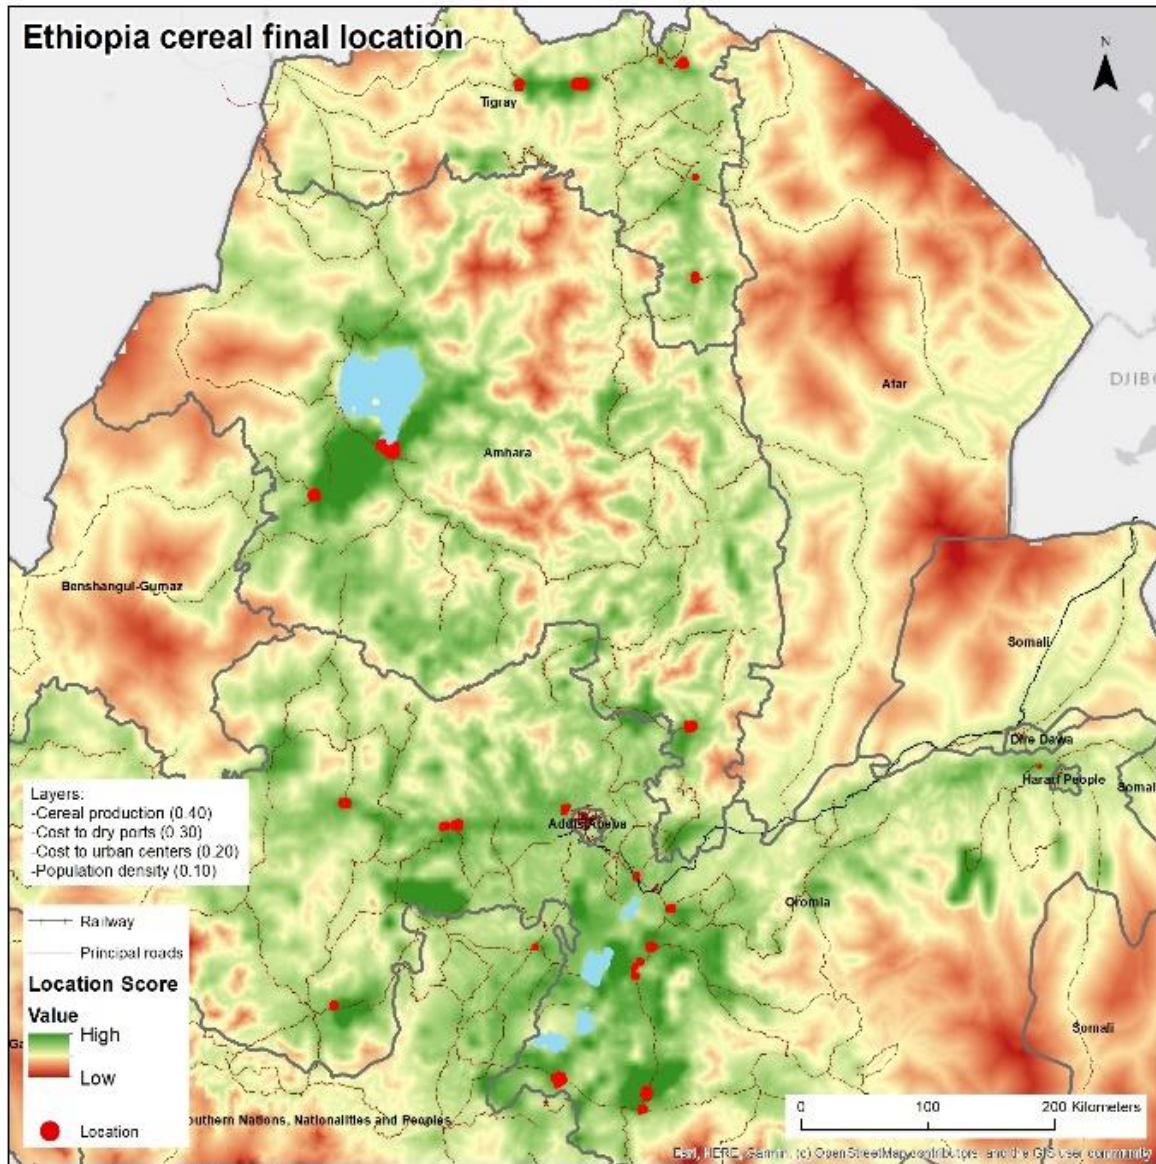 Ethiopia cereal final location
N
Tigray
Afar
DJIB
Amhara
Benshangul-Gumaz
Somali
Dire Dawa
Harari People
Somal
Addis Ababa
Layers:
-Cereal production (0.40)
-Cost to dry ports (0.30)
-Cost to urban centers (0.20)
-Population density (0.10)
Oromia
Railway
Principal roads
Location Score
Value
High
Low
Location
Ga
Somali
0 100 200 Kilometers
outhern Nations, Nationalities and Peoples
Esri, HERE, Garmin, (c) OpenStreetMap contributors, and the GIS user community